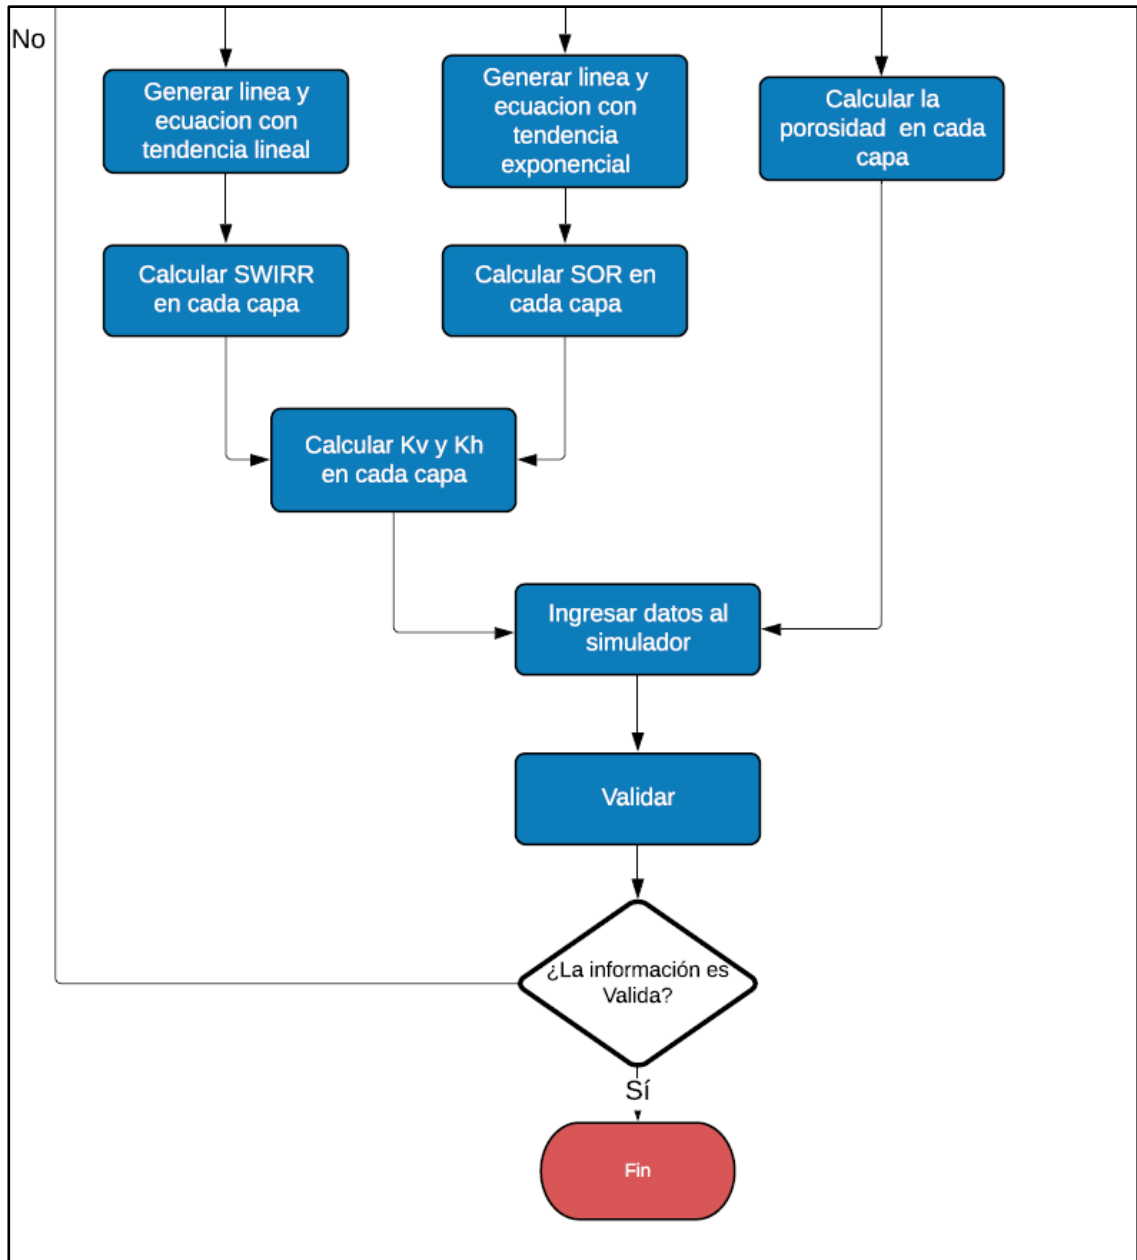 No
Generar linea y
ecuacion con
tendencia lineal
Generar linea y
ecuacion con
tendencia
exponencial
Calcular la
porosidad en cada
capa
Calcular SWIRR
en cada capa
Calcular SOR en
cada capa
Calcular Kv y Kh
en cada capa
Ingresar datos al
simulador
Validar
¿La información es
Valida?
Sí
Fin